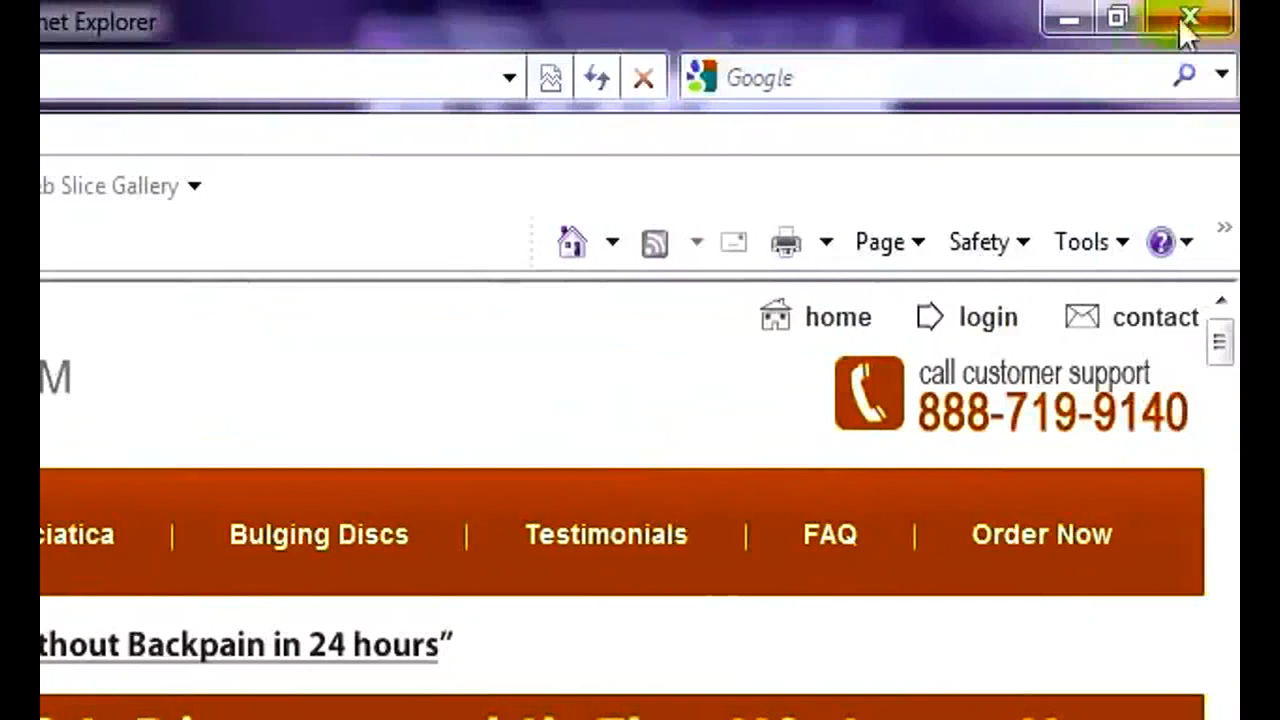 net Explorer
Google
b Slice Gallery
Page
Safety
Tools
home
login
contact
M
call customer support
888-719-9140
ciatica | Bulging Discs | Testimonials | FAQ | Order Now
thout Backpain in 24 hours”